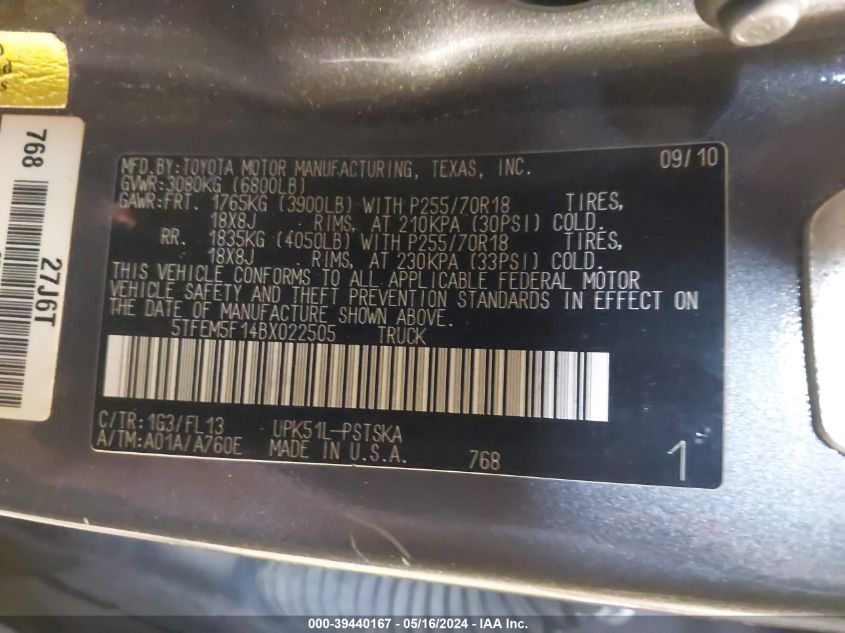 d
s
768
27J6T
MFD.BY:TOYOTA MOTOR MANUFACTURING, TEXAS, INC. 09/10
GVWR:3080KG (6800LB)
GAWR:FRT. 1765KG (3900LB) WITH P255/70R18 TIRES,
18X8J RIMS, AT 210KPA (30PSI) COLD.
RR. 1835KG (4050LB) WITH P255/70R18 TIRES,
18X8J RIMS, AT 230KPA (33PSI) COLD.
THIS VEHICLE CONFORMS TO ALL APPLICABLE FEDERAL MOTOR
VEHICLE SAFETY AND THEFT PREVENTION STANDARDS IN EFFECT ON
THE DATE OF MANUFACTURE SHOWN ABOVE.
5TFEM5F14BX022505 TRUCK
C/TR:1G3/FL13 UPK51L-PSTSKA
A/TM:A01A/A760E MADE IN U.S.A. 768 1
000-39440167 - 05/16/2024 - IAA Inc.